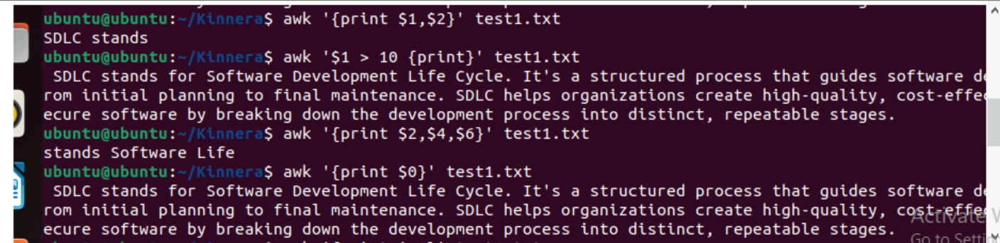 ubuntu@ubuntu:~/Kinnera$ awk '{print $1,$2}' test1.txt
SDLC stands
ubuntu@ubuntu:~/Kinnera$ awk '$1 > 10 {print}' test1.txt
SDLC stands for Software Development Life Cycle. It's a structured process that guides software de
rom initial planning to final maintenance. SDLC helps organizations create high-quality, cost-effec
ecure software by breaking down the development process into distinct, repeatable stages.
ubuntu@ubuntu:~/Kinnera$ awk '{print $2,$4,$6}' test1.txt
stands Software Life
ubuntu@ubuntu:~/Kinnera$ awk '{print $0}' test1.txt
SDLC stands for Software Development Life Cycle. It's a structured process that guides software de
rom initial planning to final maintenance. SDLC helps organizations create high-quality, cost-effec
ecure software by breaking down the development process into distinct, repeatable stages.
Activate W
Go to Settin